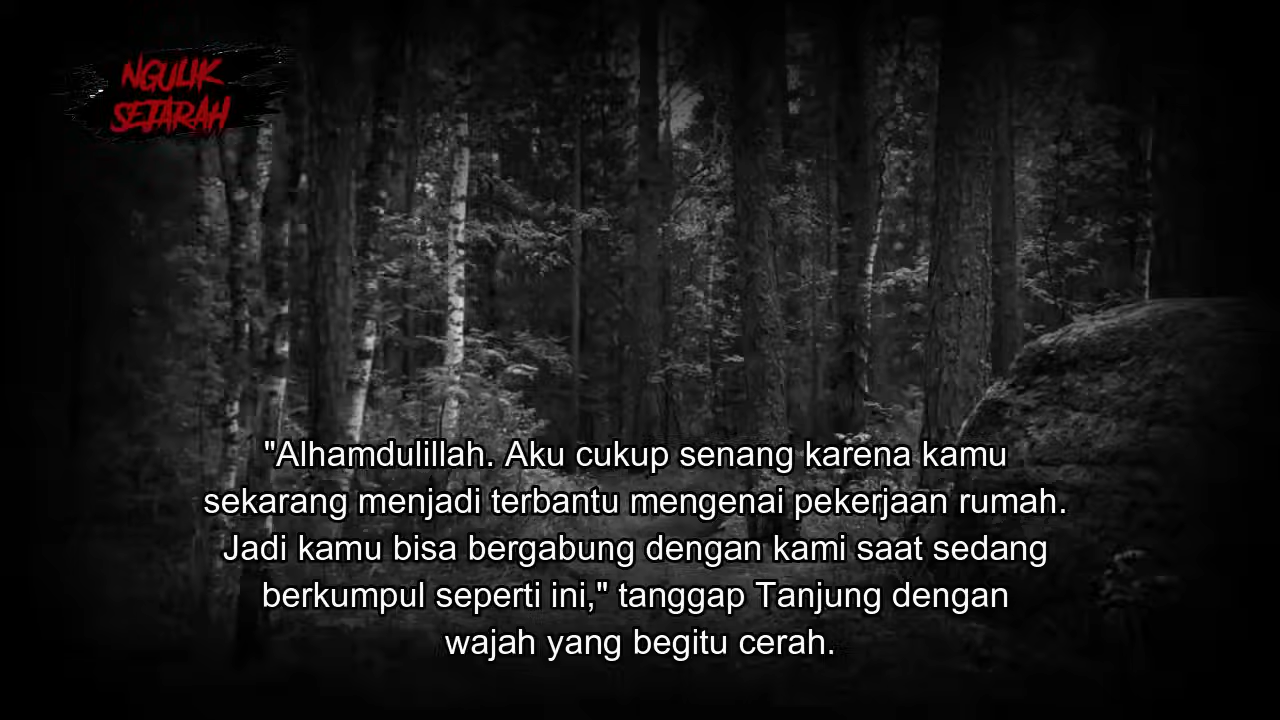 NGULIK
SEJARAH
"Alhamdulillah. Aku cukup senang karena kamu
sekarang menjadi terbantu mengenai pekerjaan rumah.
Jadi kamu bisa bergabung dengan kami saat sedang
berkumpul seperti ini," tanggap Tanjung dengan
wajah yang begitu cerah.